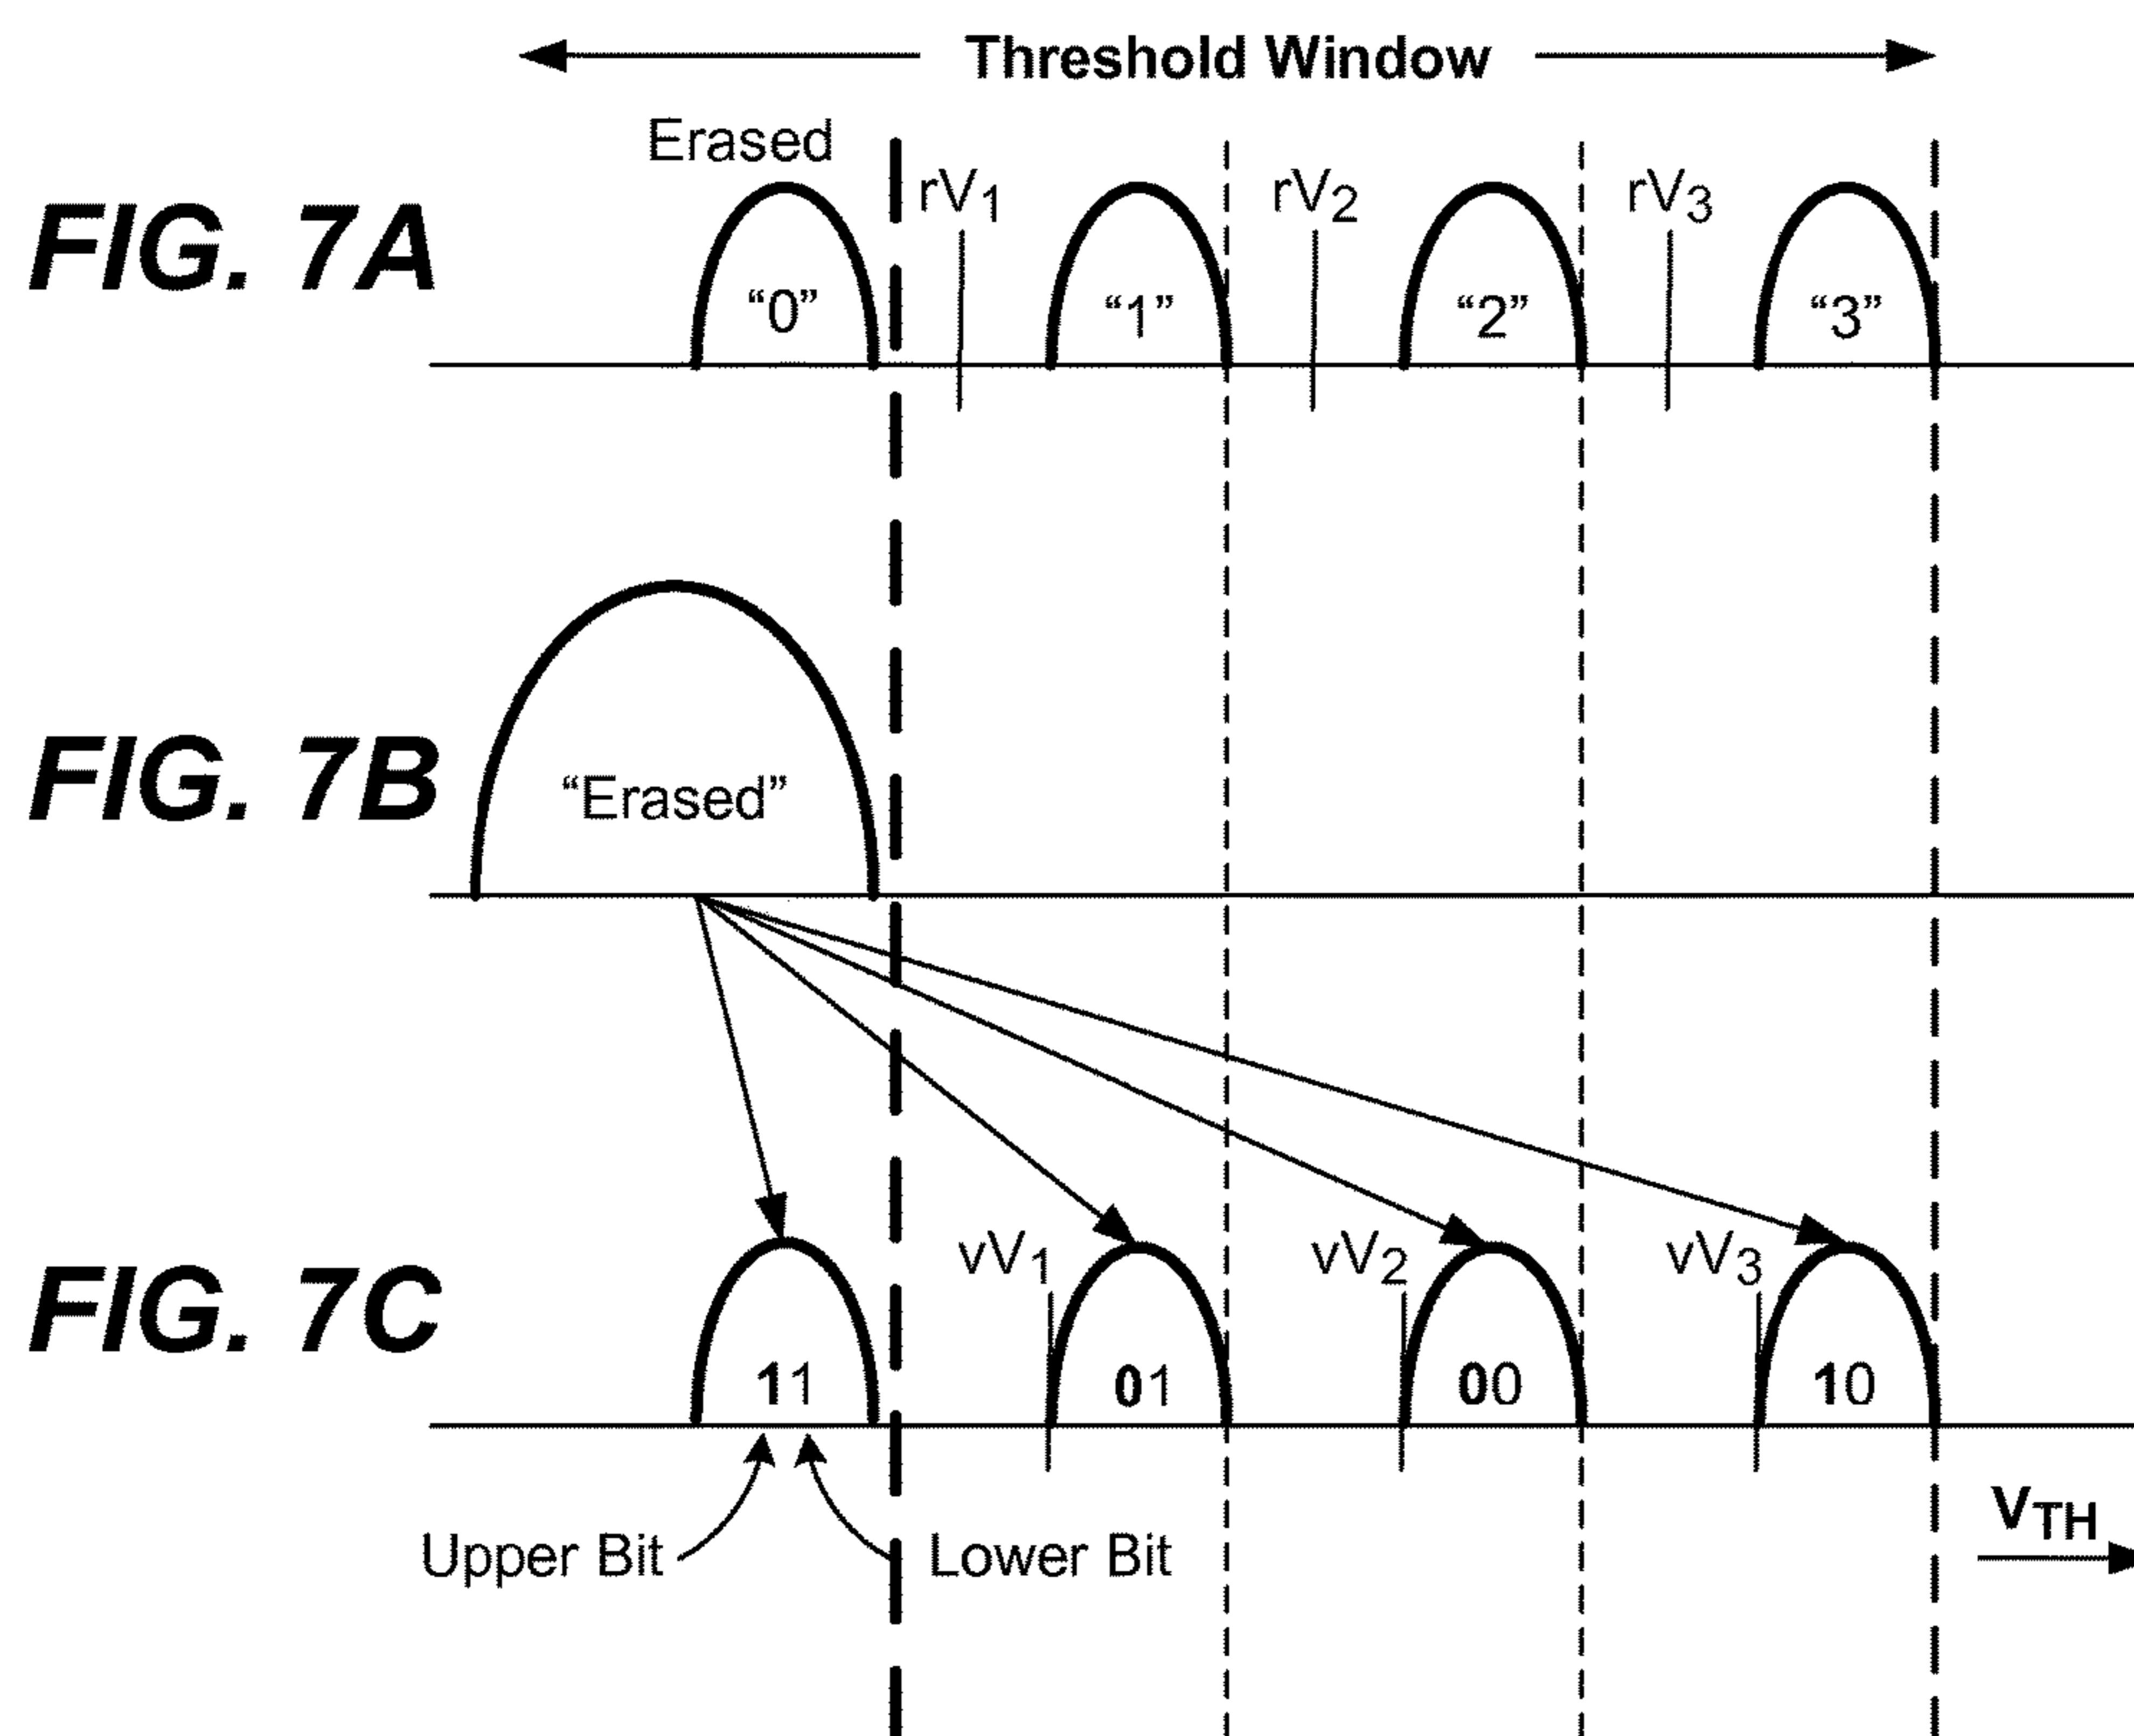 Threshold Window
Erased
FIG. 7A
rV1
rV2
rV3
“0”
“1”
“2”
“3”
FIG. 7B
“Erased”
FIG. 7C
vV1
vV2
vV3
11
01
00
10
Upper Bit
Lower Bit
VTH